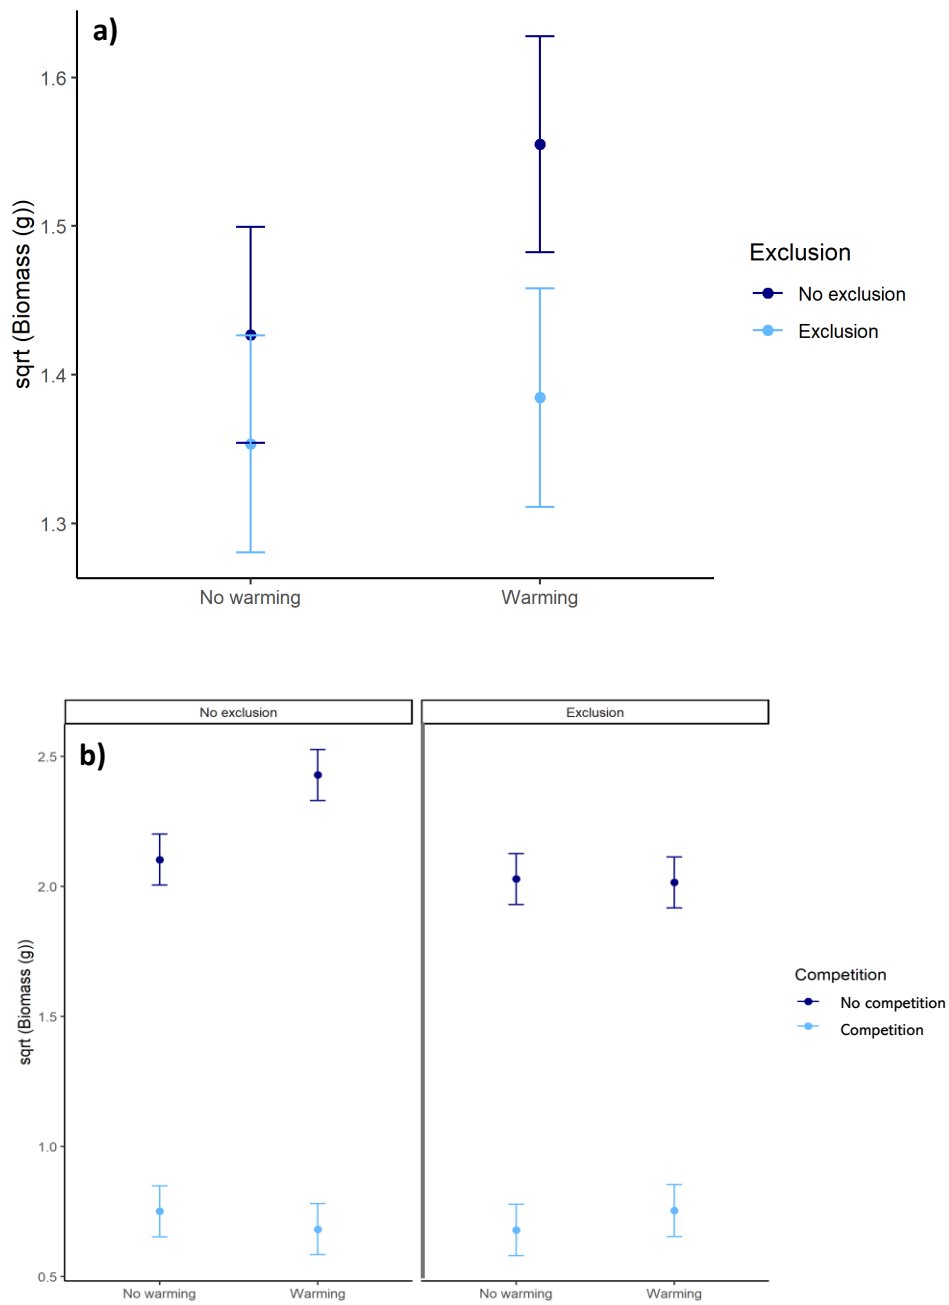 a)
1.6
1.5
1.4
1.3
sqrt (Biomass (g))
No warming
Warming
Exclusion
No exclusion
Exclusion
No exclusion
Exclusion
b)
2.5
2.0
1.5
1.0
0.5
sqrt (Biomass (g))
No warming
Warming
No warming
Warming
Competition
No competition
Competition